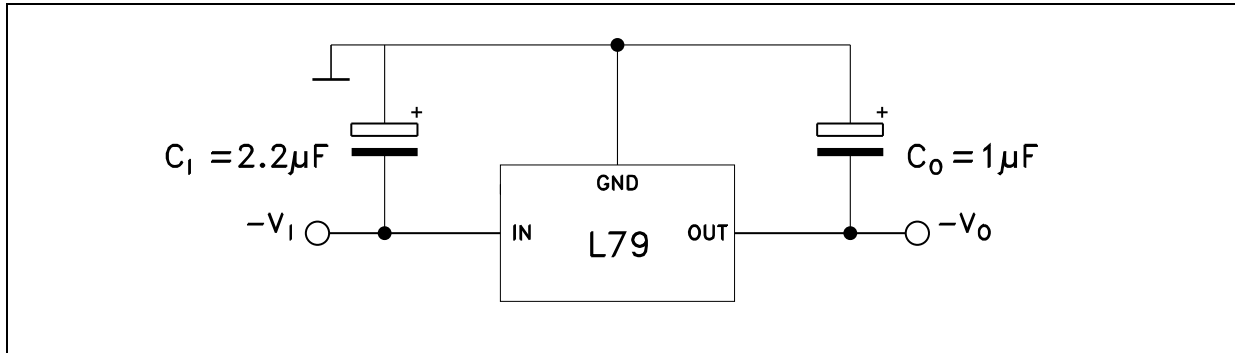 +
+
C_I = 2.2µF
C_O = 1µF
GND
-V_I
IN
L79
OUT
-V_O